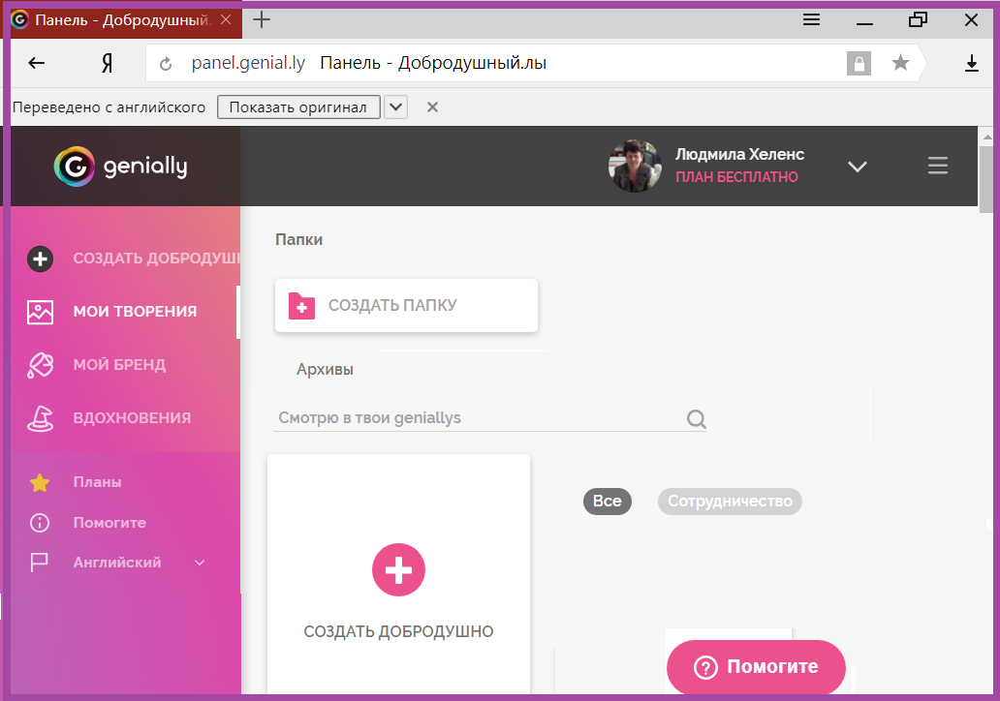 Панель - Добродушный.
panel.genial.ly Панель - Добродушный.лы
Переведено с английского Показать оригинал
genially
Людмила Хеленс
ПЛАН БЕСПЛАТНО
СОЗДАТЬ ДОБРОДУШН
МОИ ТВОРЕНИЯ
МОЙ БРЕНД
ВДОХНОВЕНИЯ
Планы
Помогите
Английский
Папки
СОЗДАТЬ ПАПКУ
Архивы
Смотрю в твои geniallys
Все Сотрудничество
СОЗДАТЬ ДОБРОДУШНО
Помогите